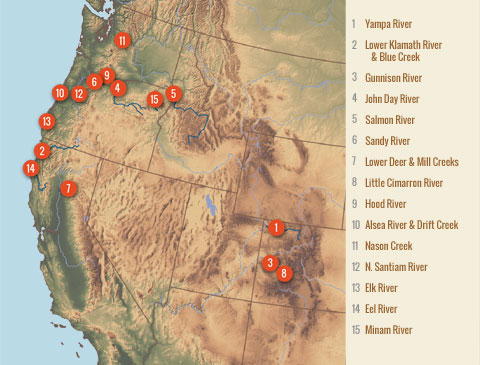 11
9
6
4
10
12
15
5
13
2
14
7
1
3
8
1 Yampa River
2 Lower Klamath River
& Blue Creek
3 Gunnison River
4 John Day River
5 Salmon River
6 Sandy River
7 Lower Deer & Mill Creeks
8 Little Cimarron River
9 Hood River
10 Alsea River & Drift Creek
11 Nason Creek
12 N. Santiam River
13 Elk River
14 Eel River
15 Minam River